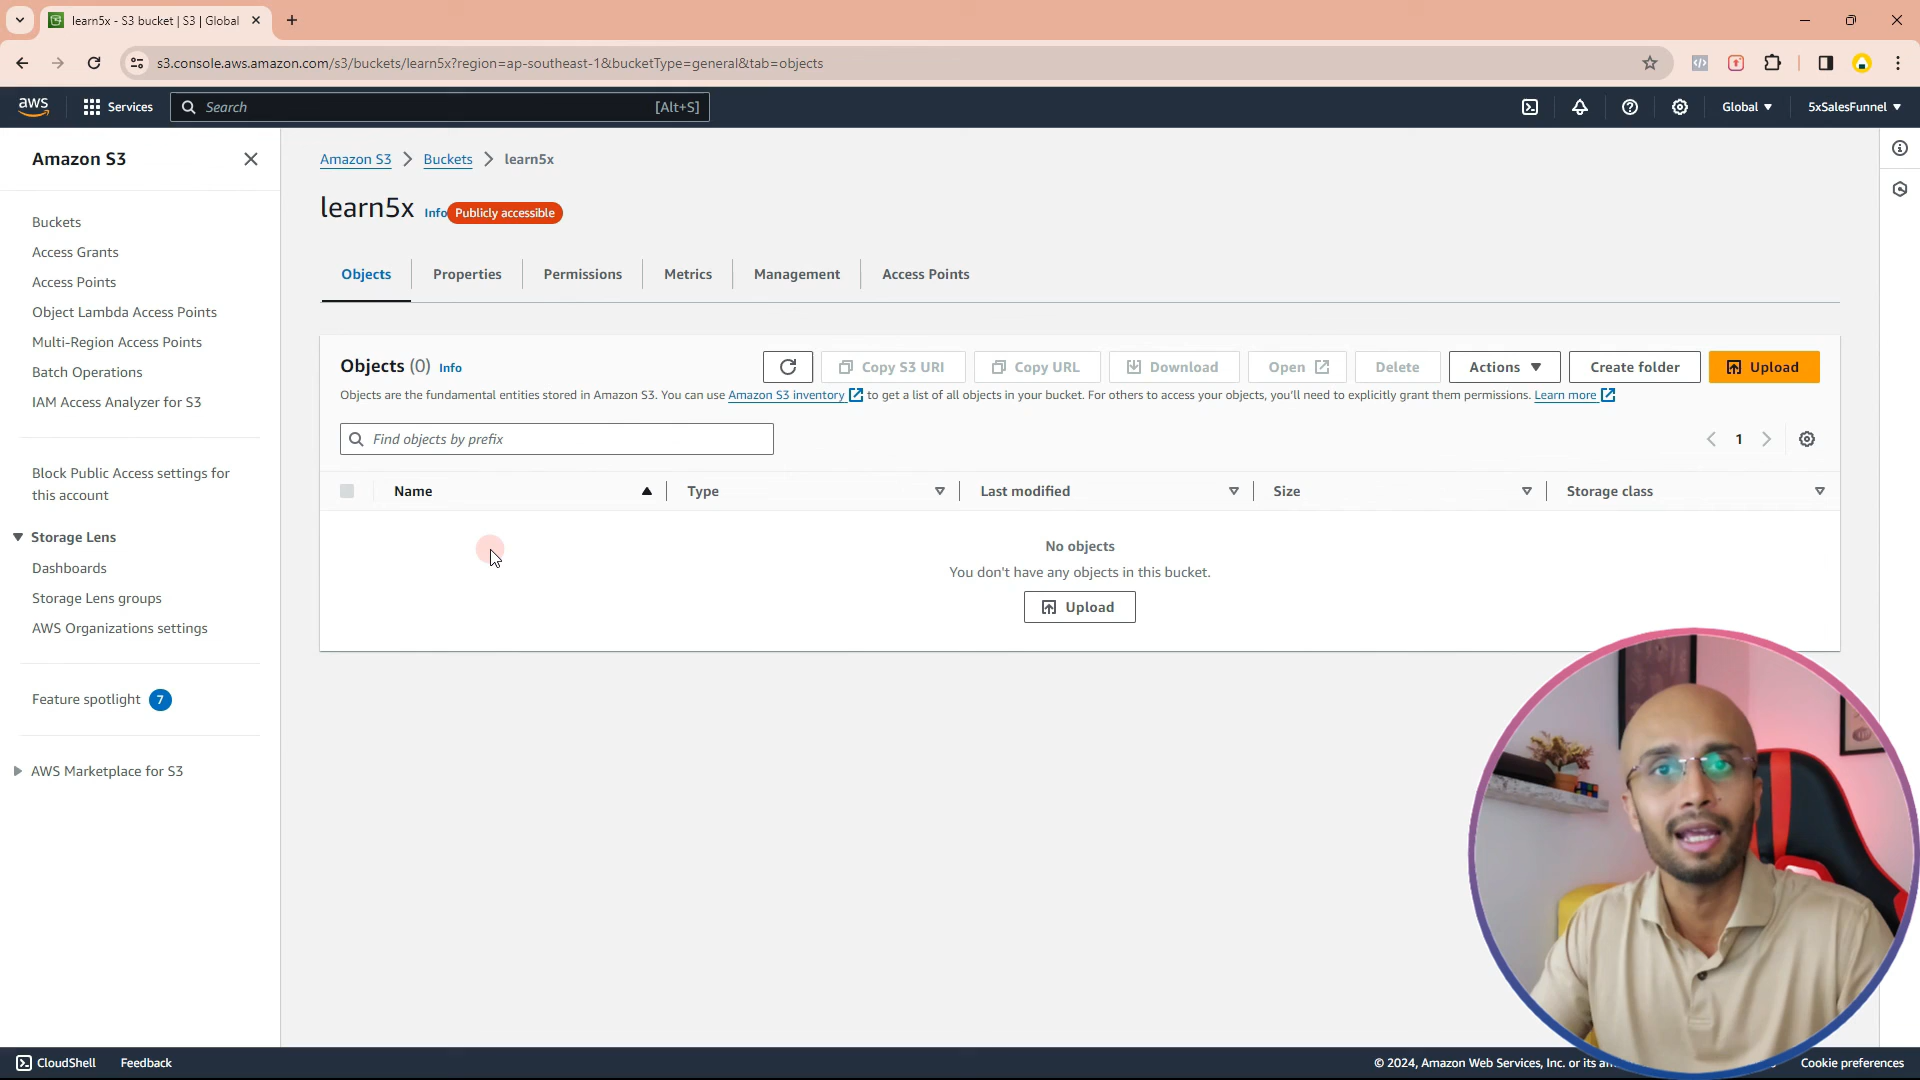 learn5x - S3 bucket | S3 | Global
s3.console.aws.amazon.com/s3/buckets/learn5x?region=ap-southeast-1&bucketType=general&tab=objects
aws
Services
Search
[Alt+S]
Global
5xSalesFunnel
Amazon S3
Buckets
Access Grants
Access Points
Object Lambda Access Points
Multi-Region Access Points
Batch Operations
IAM Access Analyzer for S3
Block Public Access settings for
this account
Storage Lens
Dashboards
Storage Lens groups
AWS Organizations settings
Feature spotlight 7
AWS Marketplace for S3
Amazon S3 > Buckets > learn5x
learn5x Info Publicly accessible
Objects
Properties
Permissions
Metrics
Management
Access Points
Objects (0) Info
Copy S3 URI
Copy URL
Download
Open
Delete
Actions
Create folder
Upload
Objects are the fundamental entities stored in Amazon S3. You can use Amazon S3 inventory to get a list of all objects in your bucket. For others to access your objects, you'll need to explicitly grant them permissions. Learn more
Find objects by prefix
1
Name
Type
Last modified
Size
Storage class
No objects
You don't have any objects in this bucket.
Upload
CloudShell
Feedback
© 2024, Amazon Web Services, Inc. or its
Cookie preferences